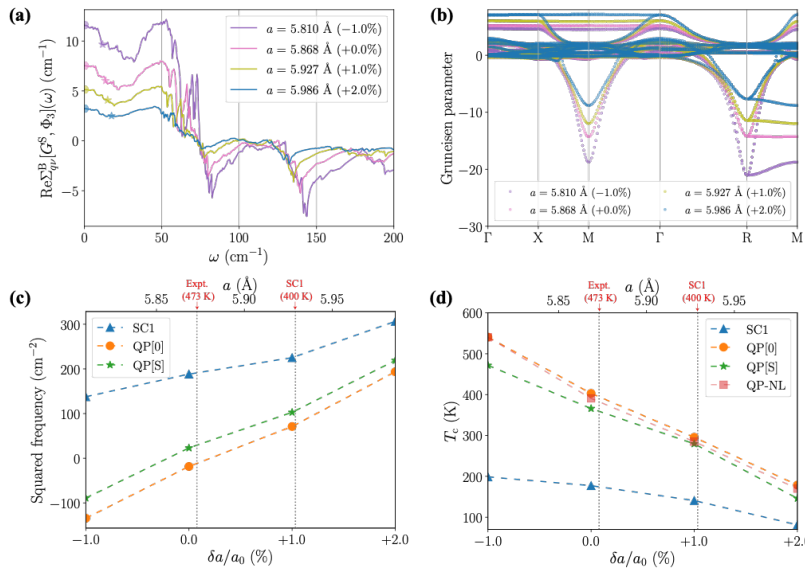 (a)
a = 5.810 Å (−1.0%)
a = 5.868 Å (+0.0%)
a = 5.927 Å (+1.0%)
a = 5.986 Å (+2.0%)
ReΣ^B_{qν}[G^S, Φ_3](ω) (cm^{−1})
10
5
0
−5
0
50
100
150
200
ω (cm^{−1})
(b)
Gruneisen parameter
0
−10
−20
−30
a = 5.810 Å (−1.0%)
a = 5.927 Å (+1.0%)
a = 5.868 Å (+0.0%)
a = 5.986 Å (+2.0%)
Γ X M Γ R M
(c)
a (Å)
Expt.
(473 K)
SC1
(400 K)
5.85 5.90 5.95
SC1
QP[0]
QP[S]
Squared frequency (cm^{−2})
300
200
100
0
−100
−1.0 0.0 +1.0 +2.0
δa/a_0 (%)
(d)
a (Å)
Expt.
(473 K)
SC1
(400 K)
5.85 5.90 5.95
SC1
QP[0]
QP[S]
QP-NL
T_c (K)
600
500
400
300
200
100
−1.0 0.0 +1.0 +2.0
δa/a_0 (%)